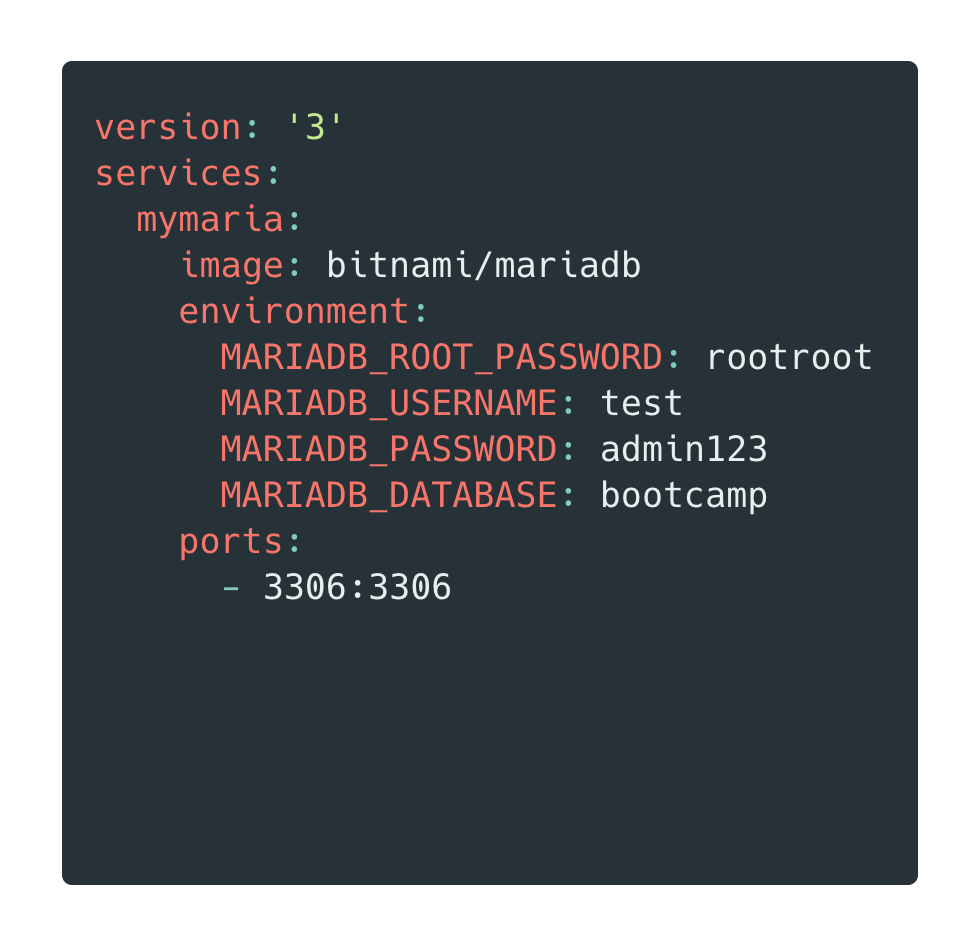 version: '3'
services:
  mymaria:
    image: bitnami/mariadb
    environment:
      MARIADB_ROOT_PASSWORD: rootroot
      MARIADB_USERNAME: test
      MARIADB_PASSWORD: admin123
      MARIADB_DATABASE: bootcamp
    ports:
      - 3306:3306